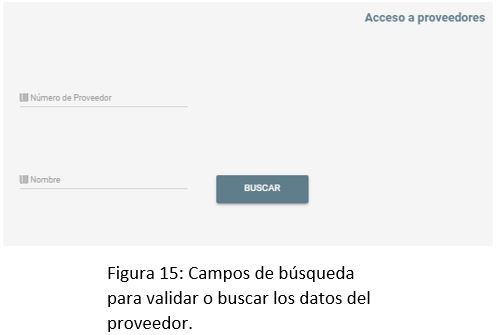 Acceso a proveedores
Número de Proveedor
Nombre
BUSCAR
Figura 15: Campos de búsqueda
para validar o buscar los datos del
proveedor.